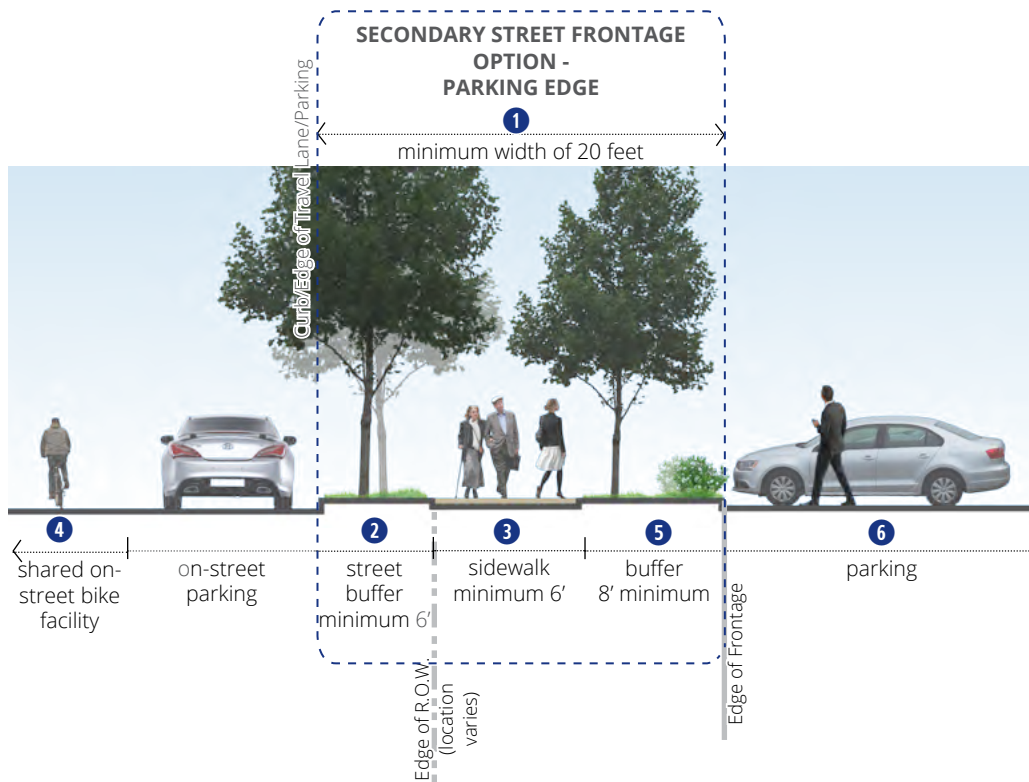 SECONDARY STREET FRONTAGE
OPTION -
PARKING EDGE
1
minimum width of 20 feet
Curb/Edge of Travel Lane/Parking
4
shared on-
street bike
facility
on-street
parking
2
street
buffer
minimum 6'
3
sidewalk
minimum 6'
5
buffer
8' minimum
6
parking
Edge of R.O.W.
(location
varies)
Edge of Frontage